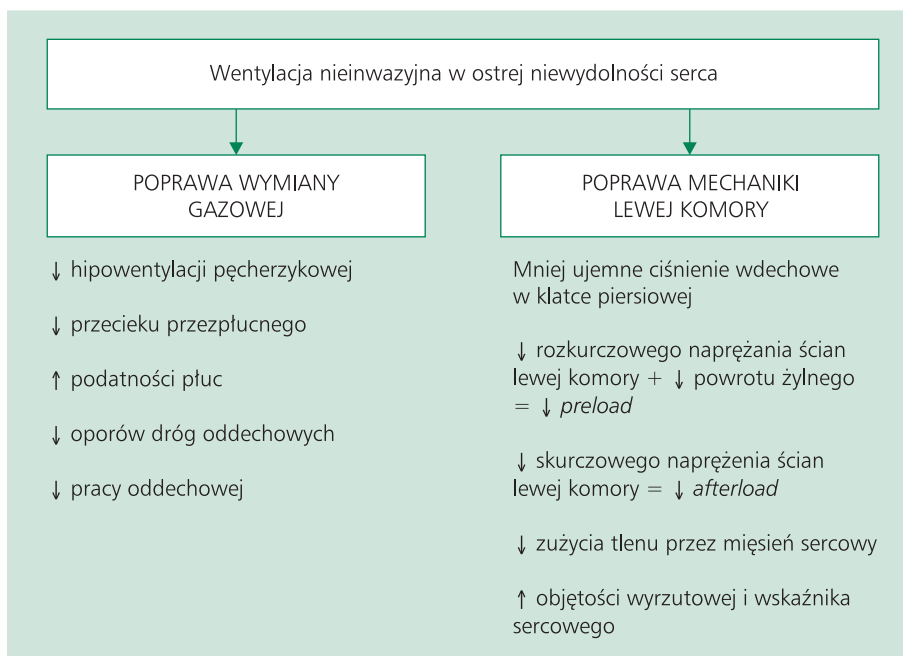 Wentylacja nieinwazyjna w ostrej niewydolności serca
POPRAWA WYMIANY
GAZOWEJ
↓ hipowentylacji pęcherzykowej
↓ przecieku przezpłucnego
↑ podatności płuc
↓ oporów dróg oddechowych
↓ pracy oddechowej
POPRAWA MECHANIKI
LEWEJ KOMORY
Mniej ujemne ciśnienie wdechowe
w klatce piersiowej
↓ rozkurczowego naprężania ścian
lewej komory + ↓ powrotu żylnego
= ↓ preload
↓ skurczowego naprężenia ścian
lewej komory = ↓ afterload
↓ zużycia tlenu przez mięsień sercowy
↑ objętości wyrzutowej i wskaźnika
sercowego